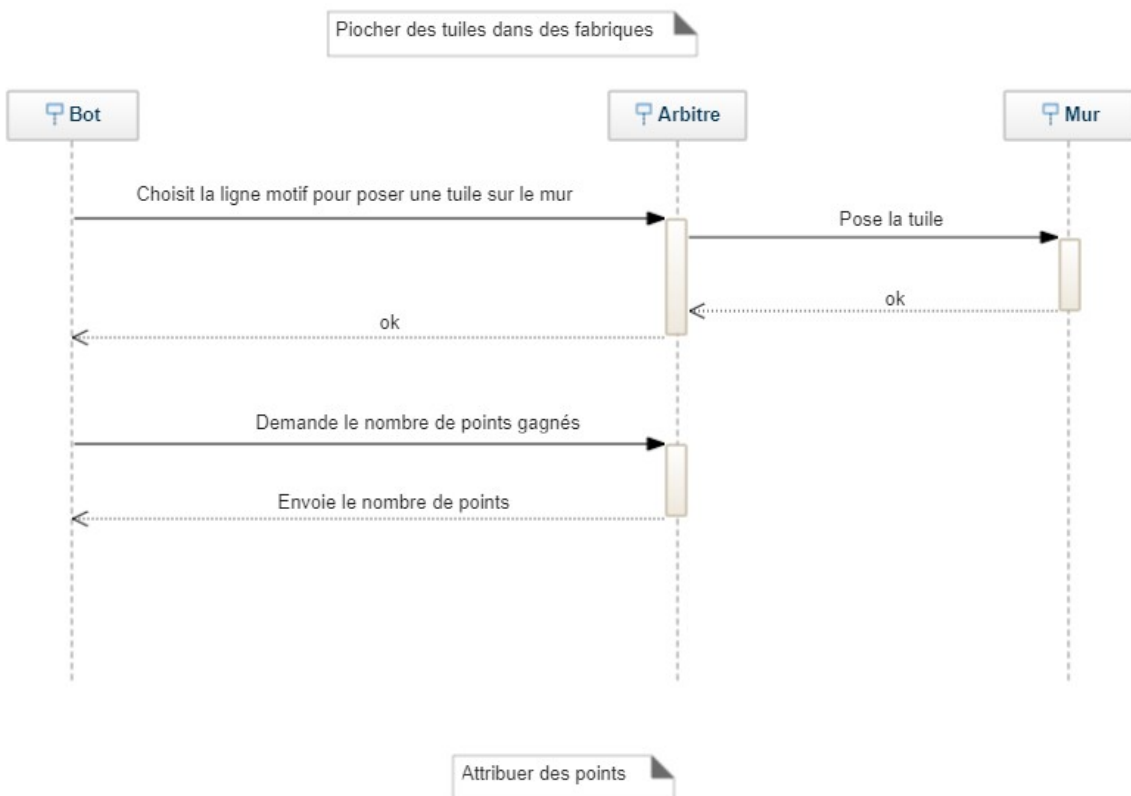 Piocher des tuiles dans des fabriques
Bot
Arbitre
Mur
Choisit la ligne motif pour poser une tuile sur le mur
Pose la tuile
ok
ok
Demande le nombre de points gagnés
Envoie le nombre de points
Attribuer des points